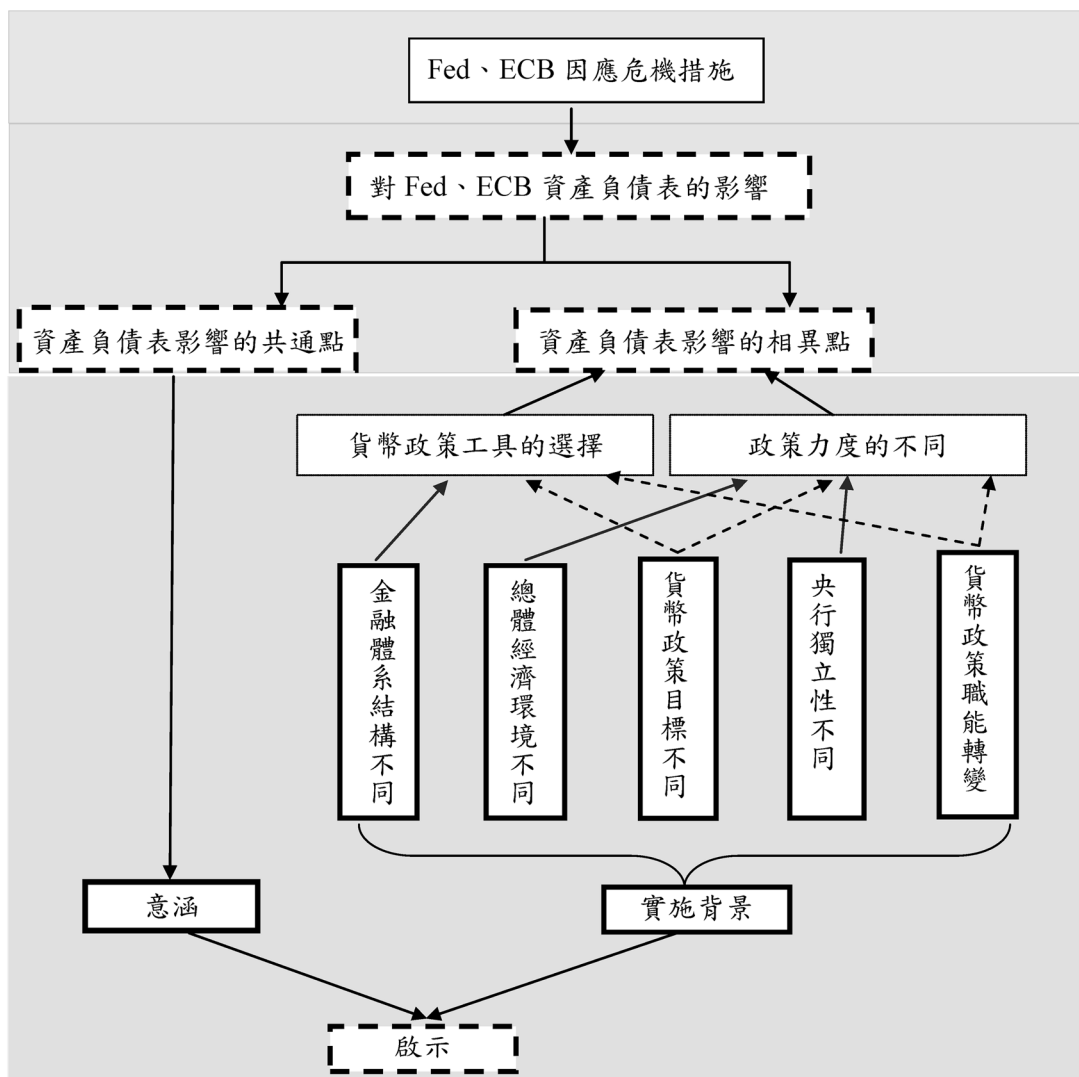 Fed、ECB 因應危機措施
對 Fed、ECB 資產負債表的影響
資產負債表影響的共通點
資產負債表影響的相異點
貨幣政策工具的選擇
政策力度的不同
金融體系結構不同
總體經濟環境不同
貨幣政策目標不同
央行獨立性不同
貨幣政策職能轉變
意涵
實施背景
啟示